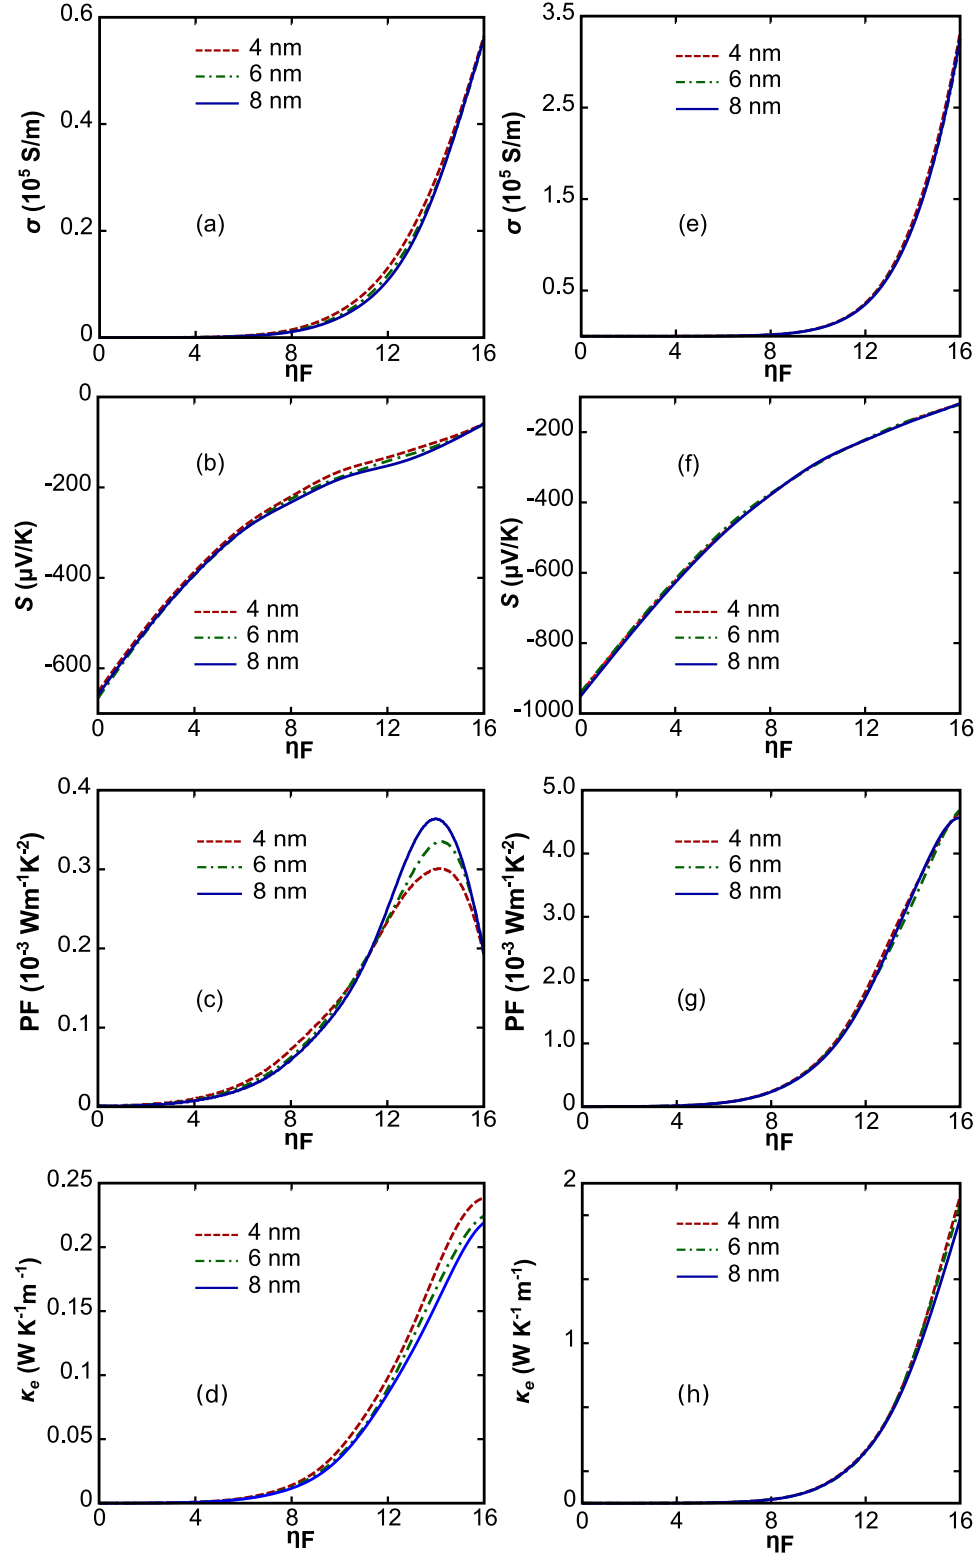 0.6
0.4
0.2
0
σ (10⁵ S/m)
4 nm
6 nm
8 nm
(a)
0 4 8 12 16
ηF
3.5
2.5
1.5
0.5
σ (10⁵ S/m)
4 nm
6 nm
8 nm
(e)
0 4 8 12 16
ηF
0
-200
-400
-600
S (µV/K)
(b)
4 nm
6 nm
8 nm
0 4 8 12 16
ηF
-200
-400
-600
-800
-1000
S (µV/K)
(f)
4 nm
6 nm
8 nm
0 4 8 12 16
ηF
0.4
0.3
0.2
0.1
0
PF (10⁻³ Wm⁻¹K⁻²)
4 nm
6 nm
8 nm
(c)
0 4 8 12 16
ηF
5.0
4.0
3.0
2.0
1.0
0
PF (10⁻³ Wm⁻¹K⁻²)
4 nm
6 nm
8 nm
(g)
0 4 8 12 16
ηF
0.25
0.2
0.15
0.1
0.05
0
κₑ (W K⁻¹m⁻¹)
4 nm
6 nm
8 nm
(d)
0 4 8 12 16
ηF
2
1
0
κₑ (W K⁻¹ m⁻¹)
4 nm
6 nm
8 nm
(h)
0 4 8 12 16
ηF